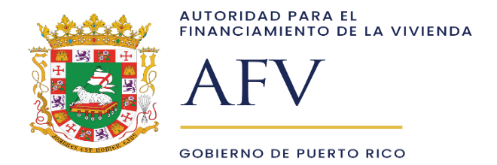 AUTORIDAD PARA EL
FINANCIAMIENTO DE LA VIVIENDA
AFV
GOBIERNO DE PUERTO RICO